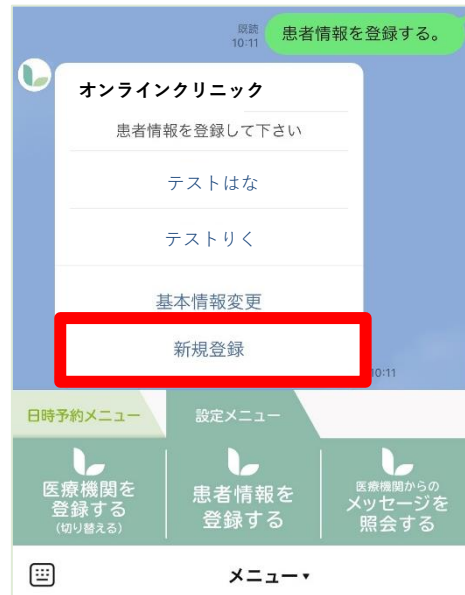 既読
10:11
患者情報を登録する。
オンラインクリニック
患者情報を登録して下さい
テストはな
テストりく
基本情報変更
新規登録
10:11
日時予約メニュー
設定メニュー
医療機関を
登録する
(切り替える)
患者情報を
登録する
医療機関からの
メッセージを
照会する
メニュー▾